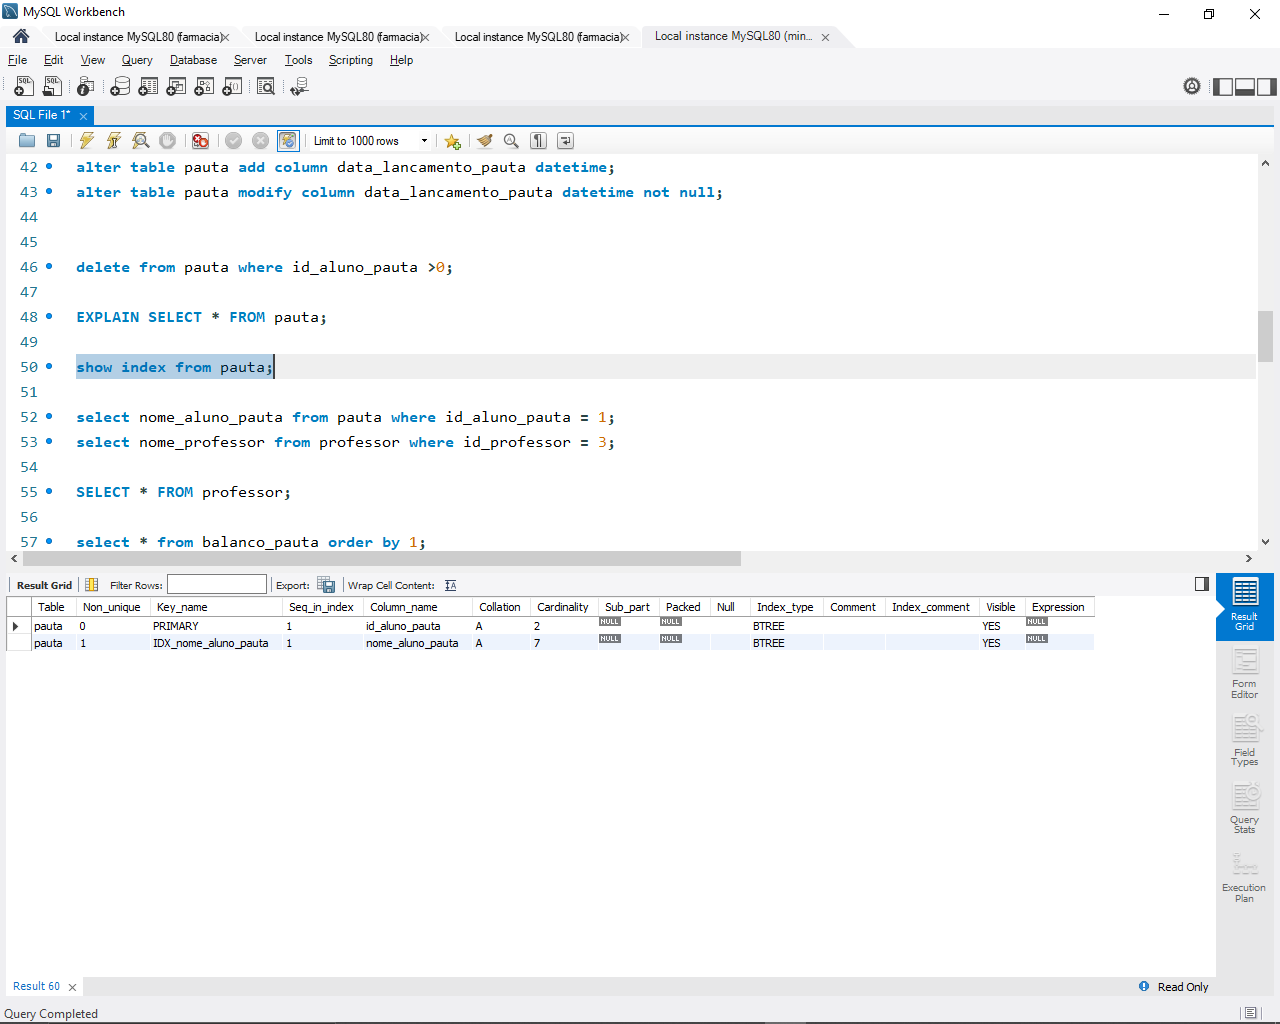 MySQL Workbench
Local instance MySQL80 (farmacia) Local instance MySQL80 (farmacia) Local instance MySQL80 (farmacia) Local instance MySQL80 (min...
File Edit View Query Database Server Tools Scripting Help
SQL File 1*
Limit to 1000 rows
42 alter table pauta add column data_lancamento_pauta datetime;
43 alter table pauta modify column data_lancamento_pauta datetime not null;
44
45
46 delete from pauta where id_aluno_pauta >0;
47
48 EXPLAIN SELECT * FROM pauta;
49
50 show index from pauta;
51
52 select nome_aluno_pauta from pauta where id_aluno_pauta = 1;
53 select nome_professor from professor where id_professor = 3;
54
55 SELECT * FROM professor;
56
57 select * from balanco_pauta order by 1;
Result Grid Filter Rows: Export: Wrap Cell Content:
Table Non_unique Key_name Seq_in_index Column_name Collation Cardinality Sub_part Packed Null Index_type Comment Index_comment Visible Expression
pauta 0 PRIMARY 1 id_aluno_pauta A 2 NULL NULL BTREE YES NULL
pauta 1 IDX_nome_aluno_pauta 1 nome_aluno_pauta A 7 NULL NULL BTREE YES NULL
Result
Grid
Form
Editor
Field
Types
Query
Stats
Execution
Plan
Result 60 Read Only
Query Completed